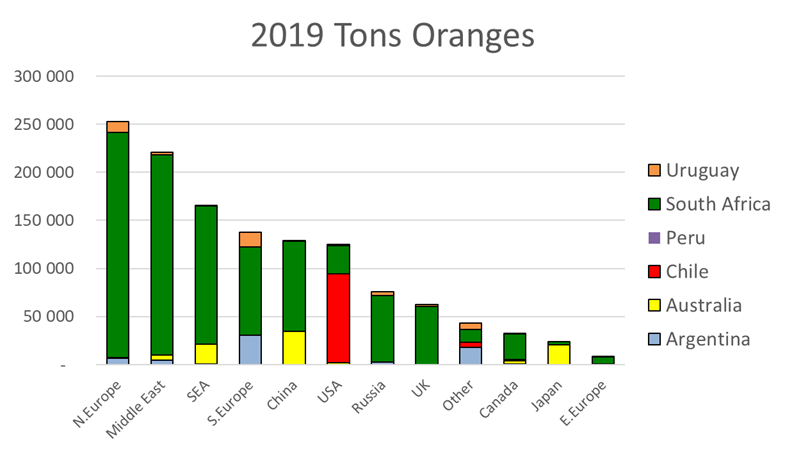 2019 Tons Oranges
300 000
250 000
200 000
150 000
100 000
50 000
-
N.Europe
Middle East
SEA
S.Europe
China
USA
Russia
UK
Other
Canada
Japan
E.Europe
Uruguay
South Africa
Peru
Chile
Australia
Argentina